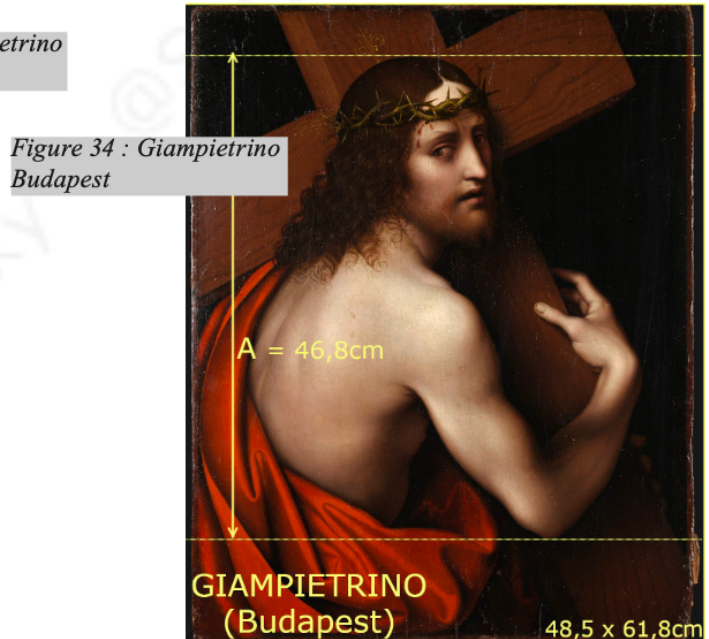 etrino
Figure 34 : Giampietrino
Budapest
A = 46,8cm
GIAMPIETRINO
(Budapest)
48,5 x 61,8cm